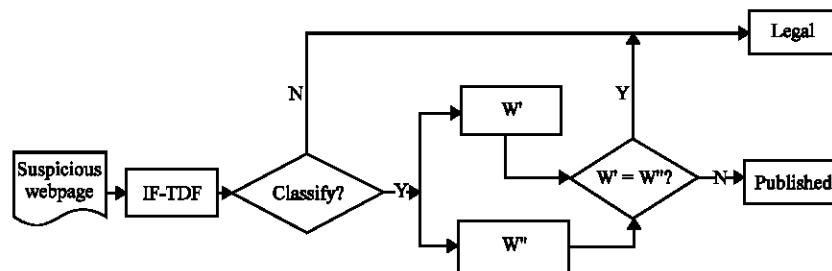 Legal
N
Y
W'
Suspicious
webpage
IF-TDF
Classify?
Y
W' = W"?
N
Published
W"